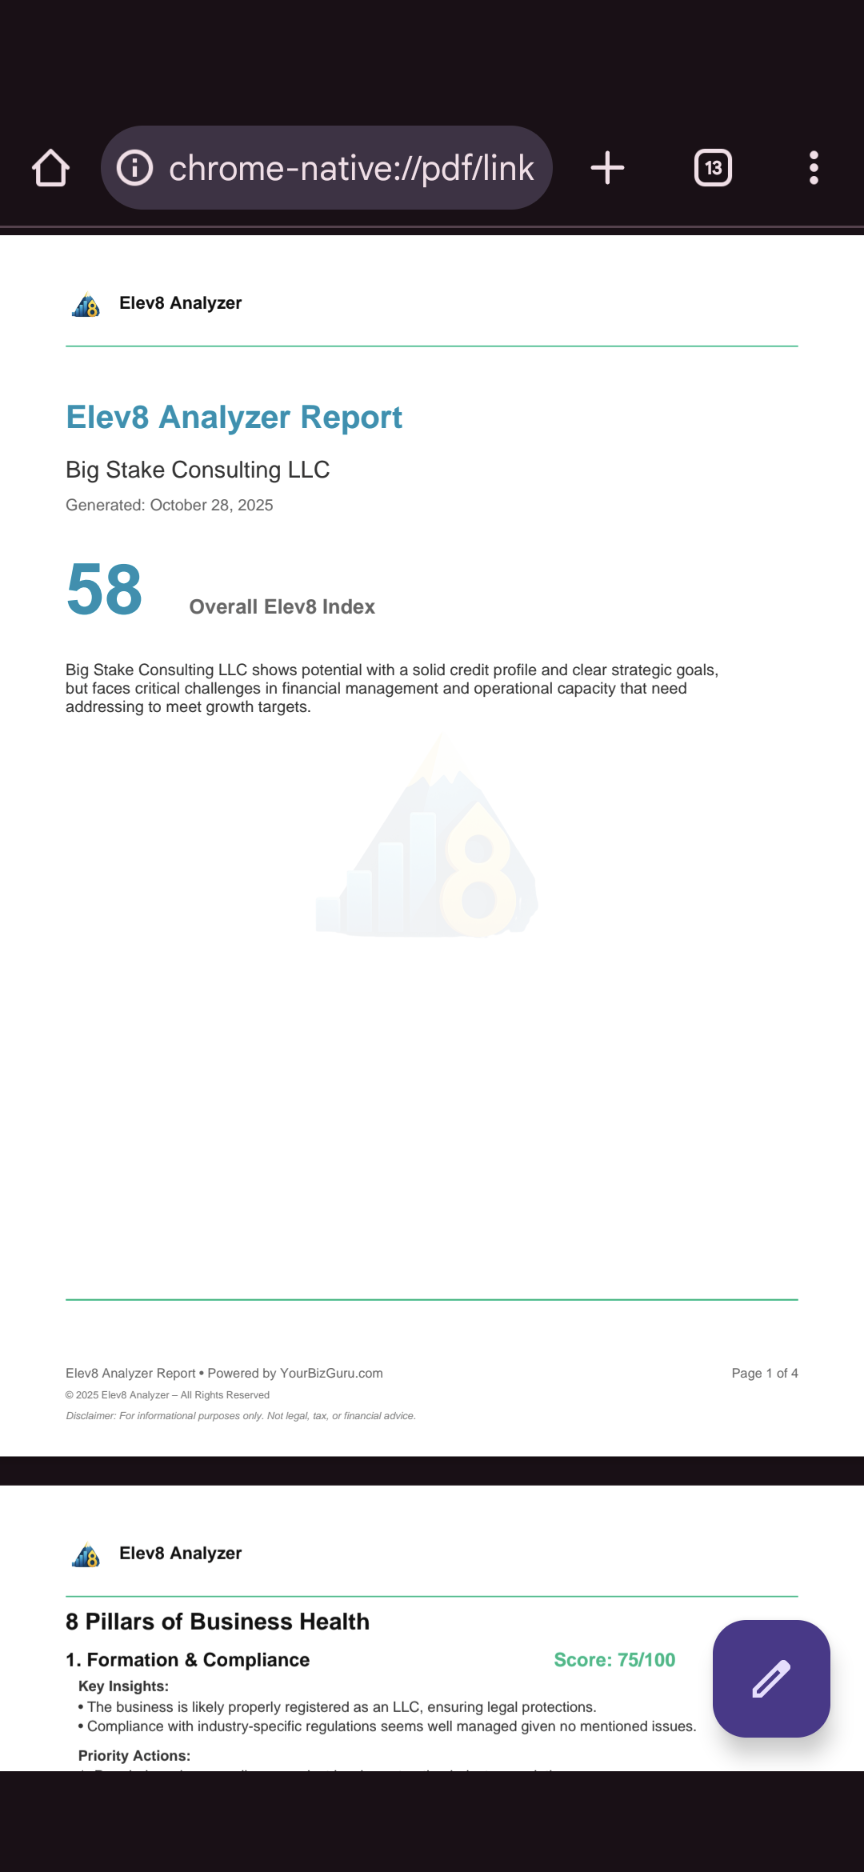 chrome-native://pdf/link
13
Elev8 Analyzer
Elev8 Analyzer Report
Big Stake Consulting LLC
Generated: October 28, 2025
58 Overall Elev8 Index
Big Stake Consulting LLC shows potential with a solid credit profile and clear strategic goals,
but faces critical challenges in financial management and operational capacity that need
addressing to meet growth targets.
8
Elev8 Analyzer Report • Powered by YourBizGuru.com Page 1 of 4
© 2025 Elev8 Analyzer – All Rights Reserved
Disclaimer: For informational purposes only. Not legal, tax, or financial advice.
Elev8 Analyzer
8 Pillars of Business Health
1. Formation & Compliance Score: 75/100
Key Insights:
• The business is likely properly registered as an LLC, ensuring legal protections.
• Compliance with industry-specific regulations seems well managed given no mentioned issues.
Priority Actions: